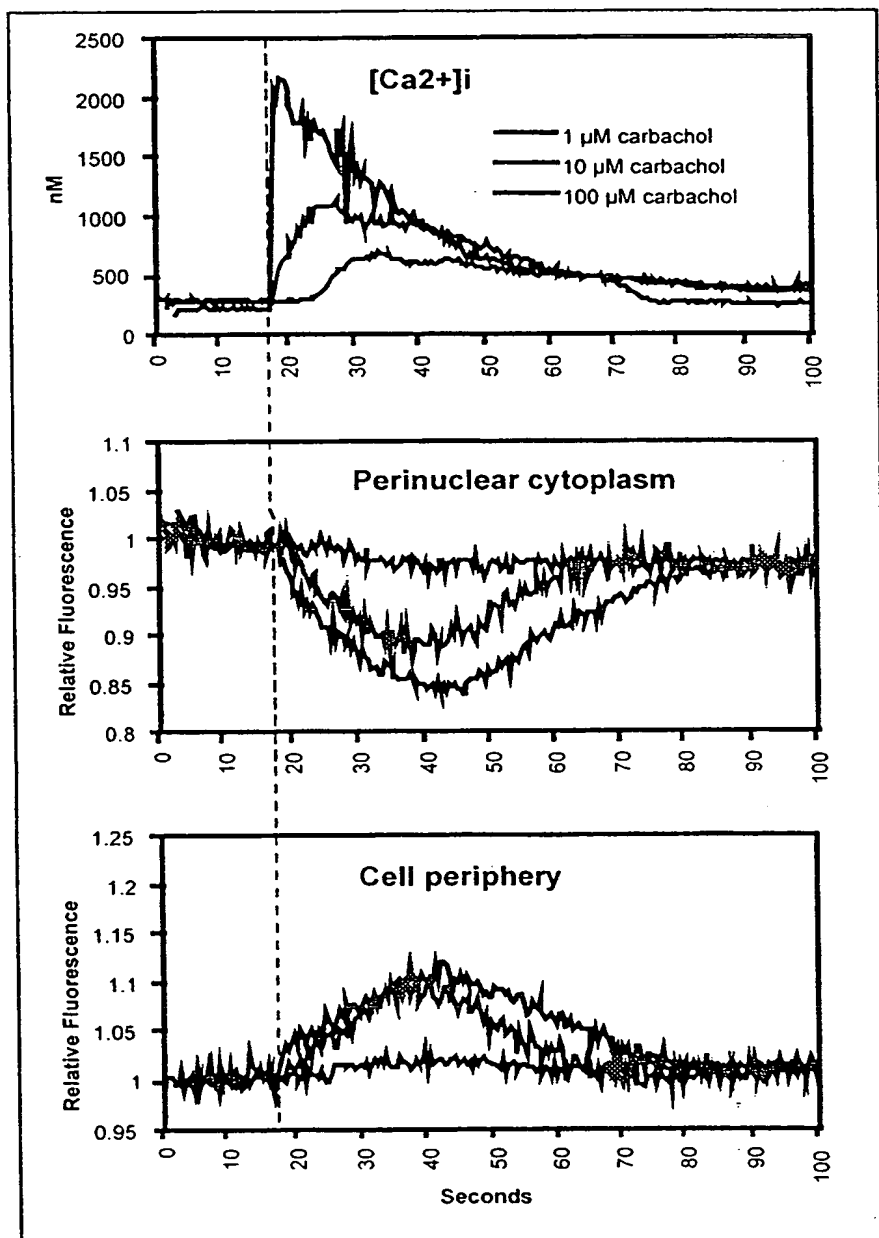 2500
2000
1500
1000
500
0
nM
[Ca2+]i
1 µM carbachol
10 µM carbachol
100 µM carbachol
0 10 20 30 40 50 60 70 80 90 100
1.1
1.05
1
0.95
0.9
0.85
0.8
Relative Fluorescence
Perinuclear cytoplasm
0 10 20 30 40 50 60 70 80 90 100
1.25
1.2
1.15
1.1
1.05
1
0.95
Relative Fluorescence
Cell periphery
0 10 20 30 40 50 60 70 80 90 100
Seconds